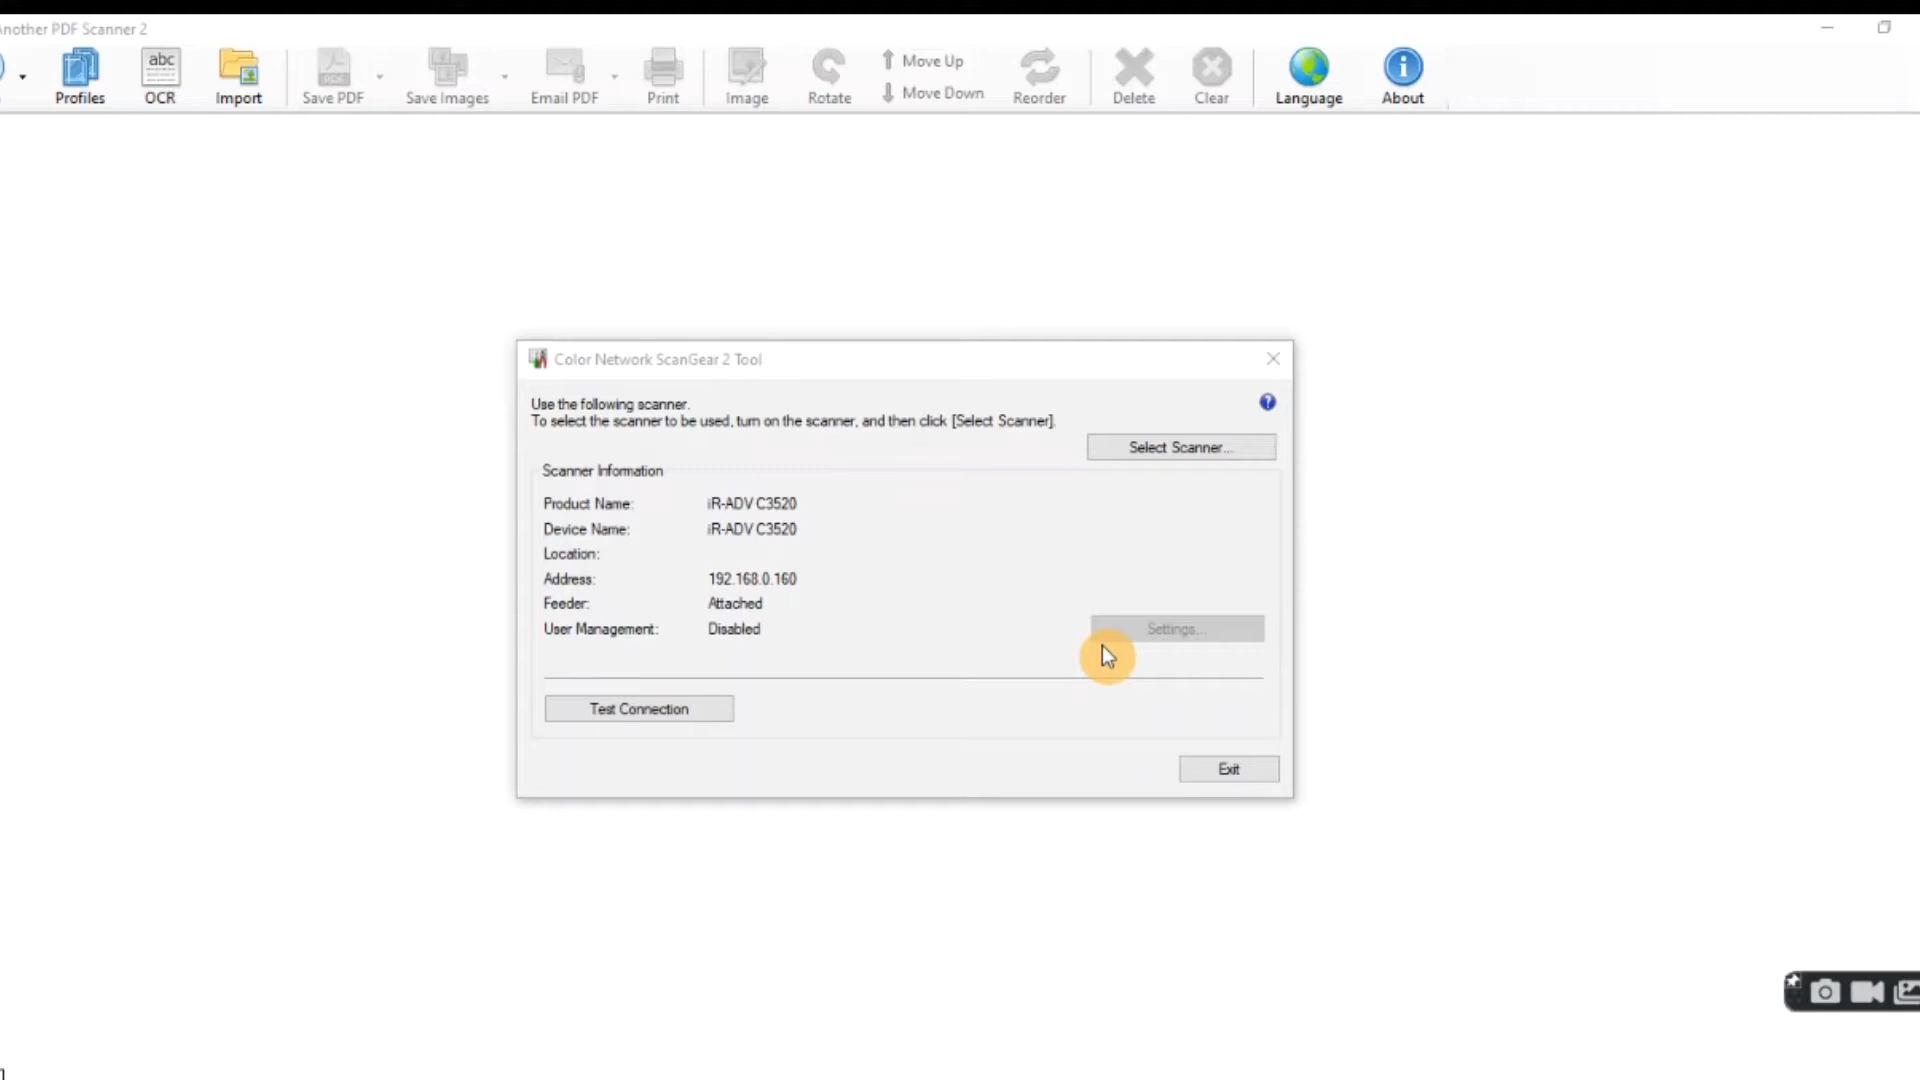 Another PDF Scanner 2
Profiles
OCR
Import
Save PDF
Save Images
Email PDF
Print
Image
Rotate
Move Up
Move Down
Reorder
Delete
Clear
Language
About
abc
PDF
Color Network ScanGear 2 Tool
Use the following scanner.
To select the scanner to be used, turn on the scanner, and then click [Select Scanner].
Select Scanner...
Scanner Information
Product Name: iR-ADV C3520
Device Name: iR-ADV C3520
Location:
Address: 192.168.0.160
Feeder: Attached
User Management: Disabled
Settings...
Test Connection
Exit